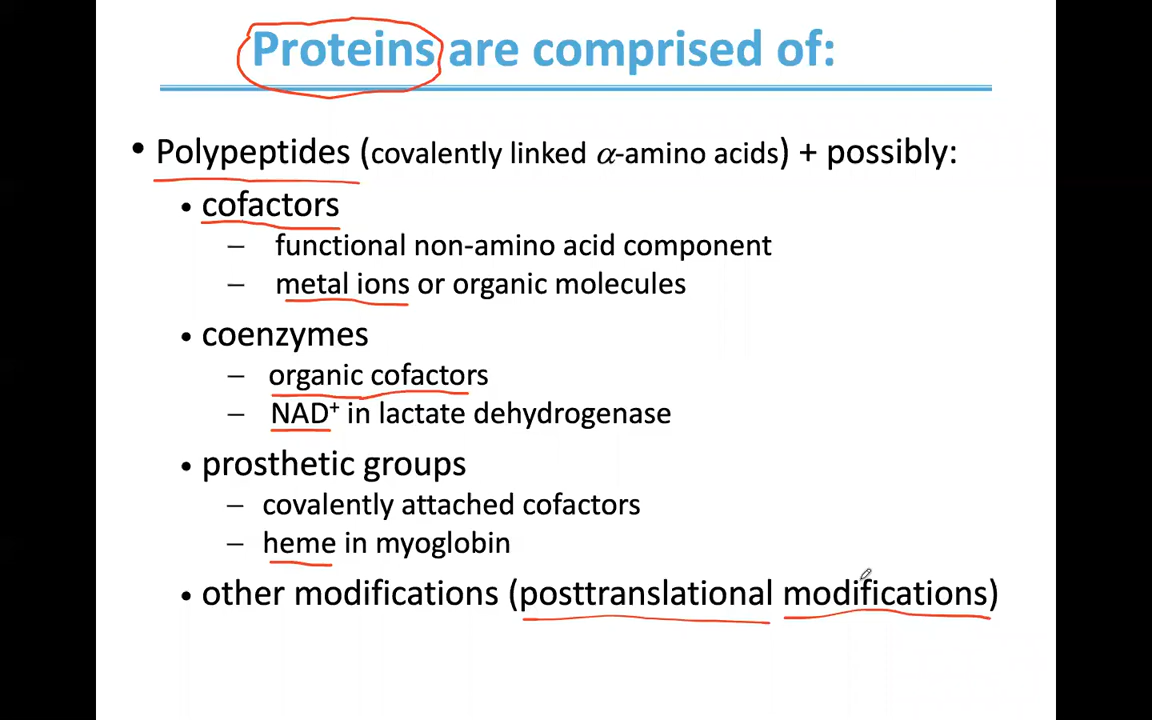 Proteins are comprised of:
• Polypeptides (covalently linked α-amino acids) + possibly:
• cofactors
– functional non-amino acid component
– metal ions or organic molecules
• coenzymes
– organic cofactors
– NAD⁺ in lactate dehydrogenase
• prosthetic groups
– covalently attached cofactors
– heme in myoglobin
• other modifications (posttranslational modifications)